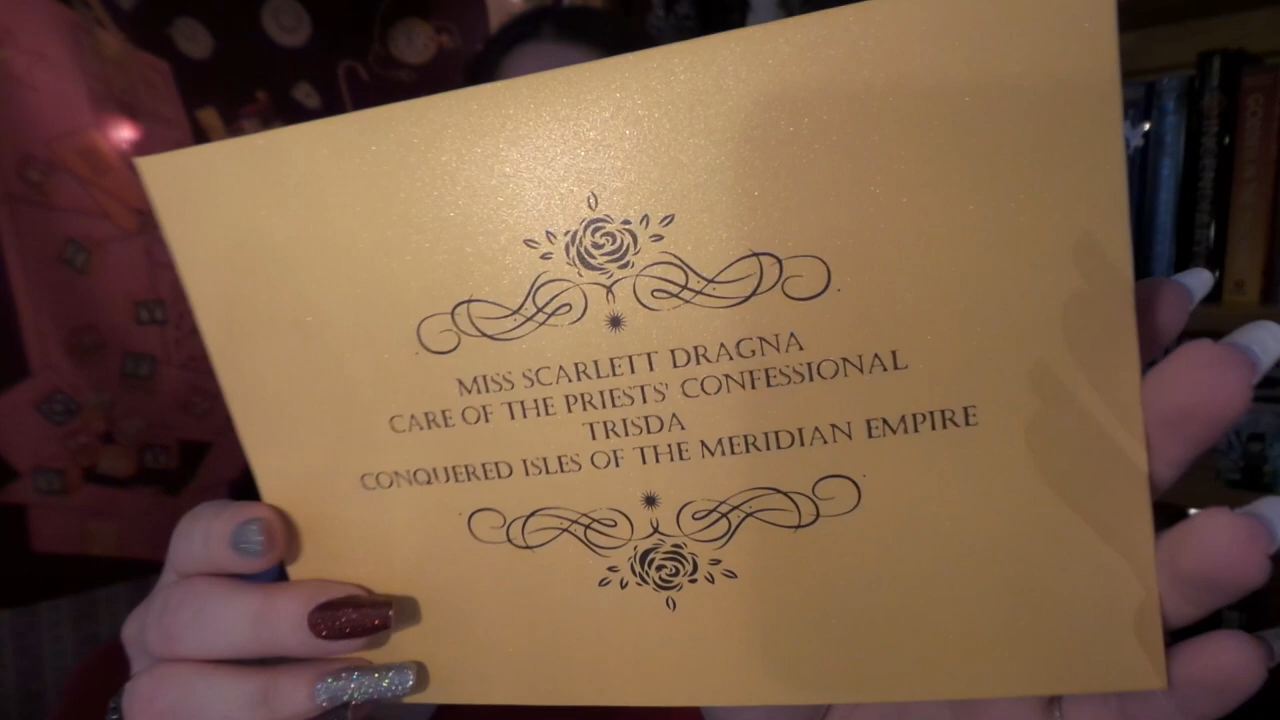 MISS SCARLETT DRAGNA
CARE OF THE PRIESTS' CONFESSIONAL
TRISDA
CONQUERED ISLES OF THE MERIDIAN EMPIRE